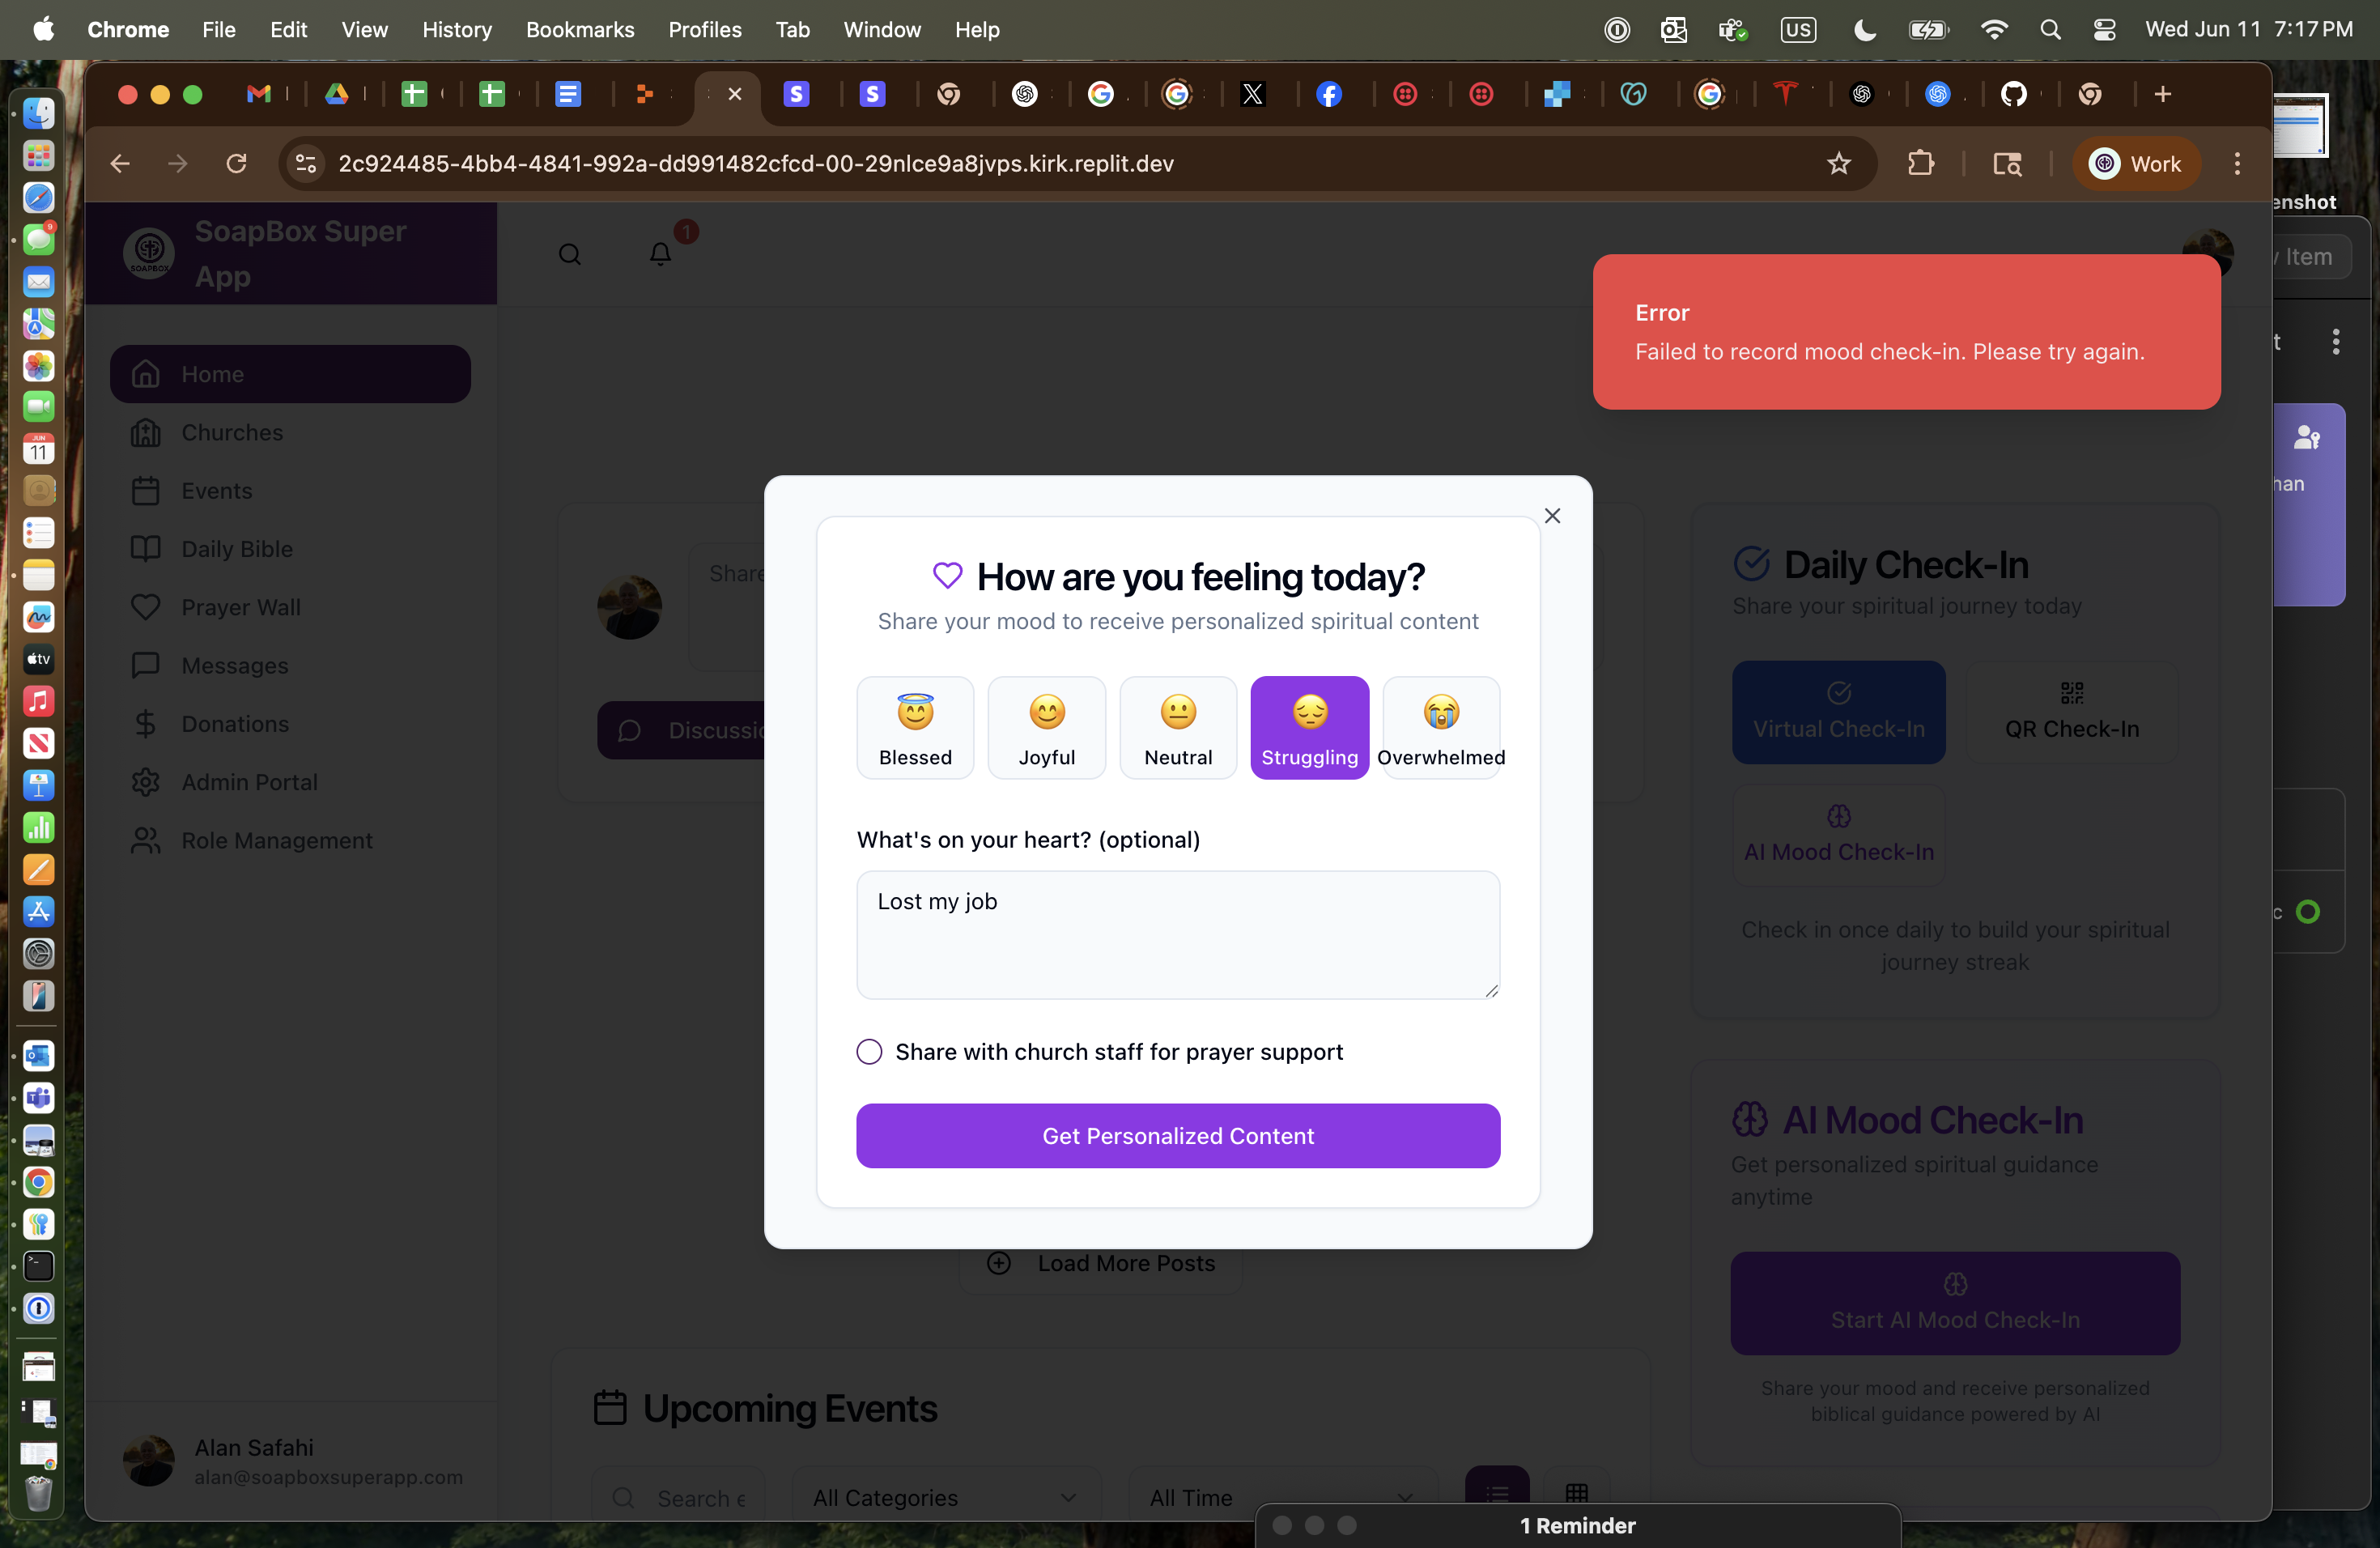 Chrome File Edit View History Bookmarks Profiles Tab Window Help
US
Wed Jun 11 7:17 PM
2c924485-4bb4-4841-992a-dd991482cfcd-00-29nlce9a8jvps.kirk.replit.dev
Work
SoapBox Super
App
SOAPBOX
1
Home
Churches
Events
Daily Bible
Prayer Wall
Messages
Donations
Admin Portal
Role Management
Alan Safahi
alan@soapboxsuperapp.com
Error
Failed to record mood check-in. Please try again.
How are you feeling today?
Share your mood to receive personalized spiritual content
Blessed
Joyful
Neutral
Struggling
Overwhelmed
What's on your heart? (optional)
Lost my job
Share with church staff for prayer support
Get Personalized Content
Share
Discussio
Load More Posts
Upcoming Events
Search e
All Categories
All Time
Daily Check-In
Share your spiritual journey today
Virtual Check-In
QR Check-In
AI Mood Check-In
Check in once daily to build your spiritual
journey streak
AI Mood Check-In
Get personalized spiritual guidance
anytime
Start AI Mood Check-In
Share your mood and receive personalized
biblical guidance powered by AI
1 Reminder
enshot
Item
t
han
c
JUN
11
9
tv